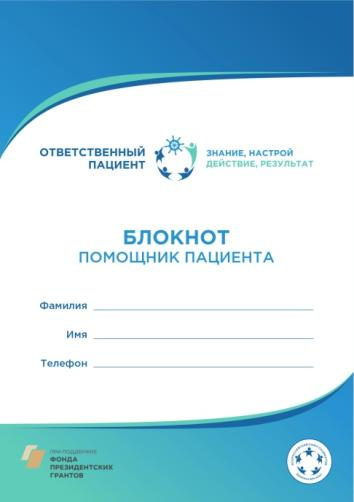 ОТВЕТСТВЕННЫЙ
ПАЦИЕНТ
ЗНАНИЕ, НАСТРОЙ
ДЕЙСТВИЕ, РЕЗУЛЬТАТ
БЛОКНОТ
ПОМОЩНИК ПАЦИЕНТА
Фамилия
Имя
Телефон
ПРИ ПОДДЕРЖКЕ
ФОНДА
ПРЕЗИДЕНТСКИХ
ГРАНТОВ